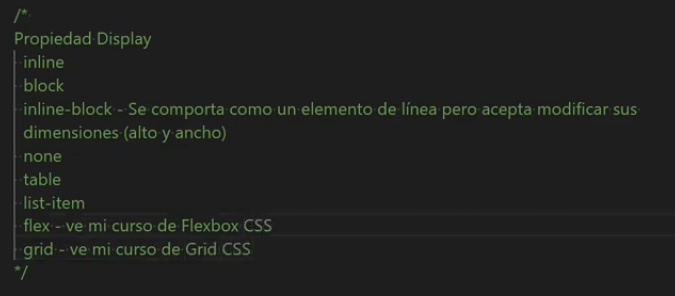 /*
Propiedad Display
inline
block
inline-block - Se comporta como un elemento de línea pero acepta modificar sus
dimensiones (alto y ancho)
none
table
list-item
flex - ve mi curso de Flexbox CSS
grid - ve mi curso de Grid CSS
*/